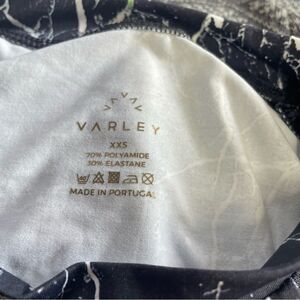 VARLEY
XXS
70% POLYAMIDE
30% ELASTANE
MADE IN PORTUGAL